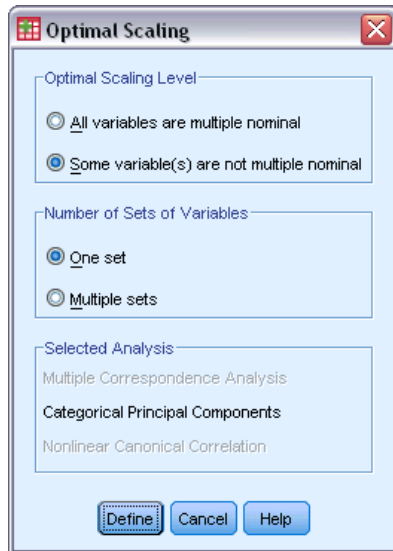 Optimal Scaling
Optimal Scaling Level
All variables are multiple nominal
Some variable(s) are not multiple nominal
Number of Sets of Variables
One set
Multiple sets
Selected Analysis
Multiple Correspondence Analysis
Categorical Principal Components
Nonlinear Canonical Correlation
Define Cancel Help